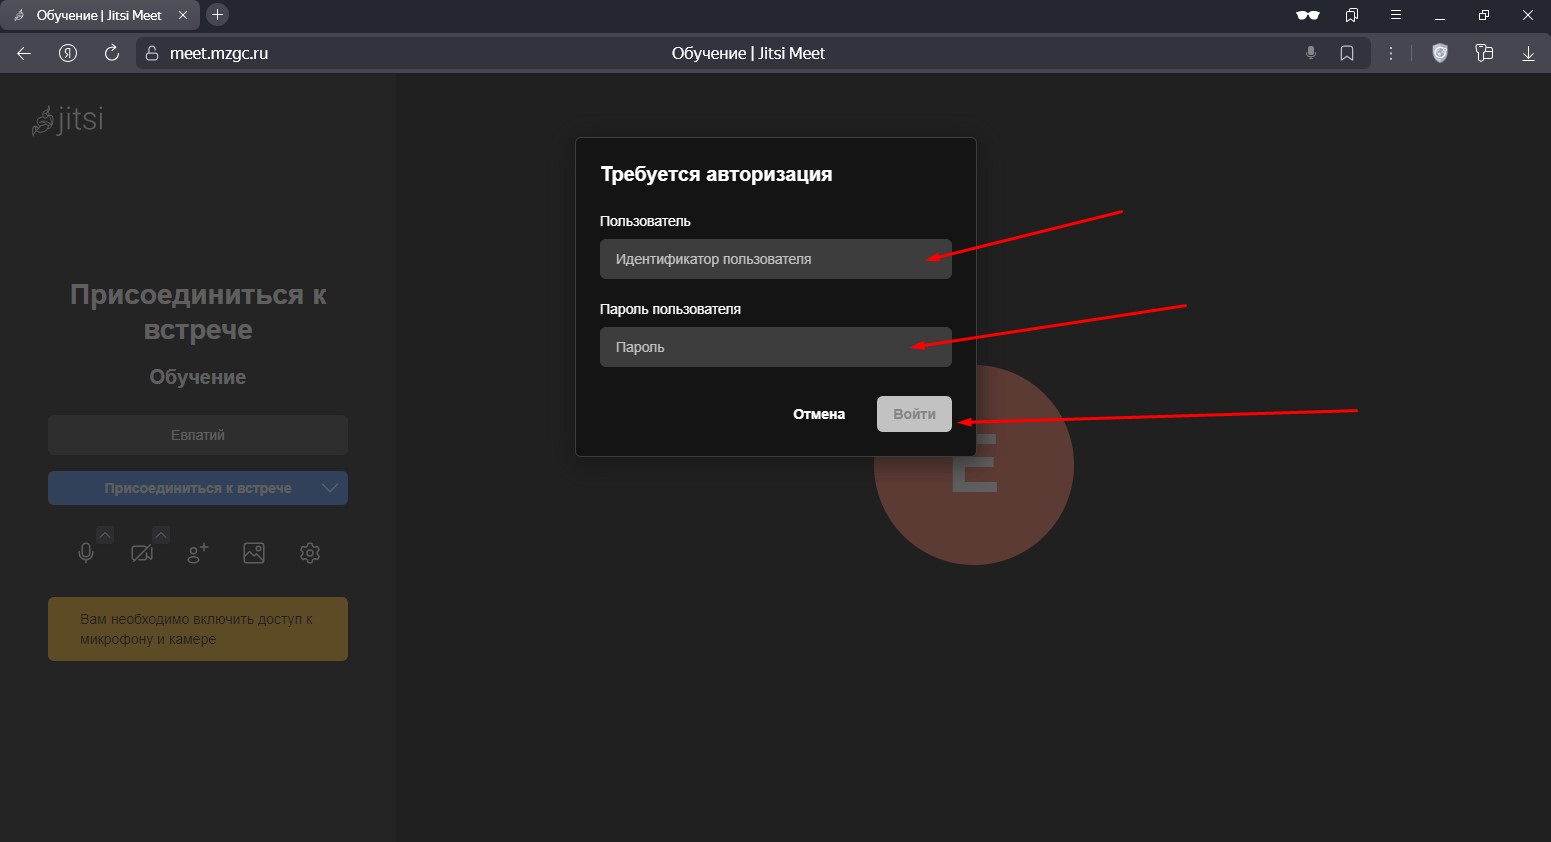 Обучение | Jitsi Meet
meet.mzgc.ru
Обучение | Jitsi Meet
jitsi
Присоединиться к
встрече
Обучение
Евпатий
Присоединиться к встрече
Вам необходимо включить доступ к
микрофону и камере
Требуется авторизация
Пользователь
Идентификатор пользователя
Пароль пользователя
Пароль
Отмена
Войти
E